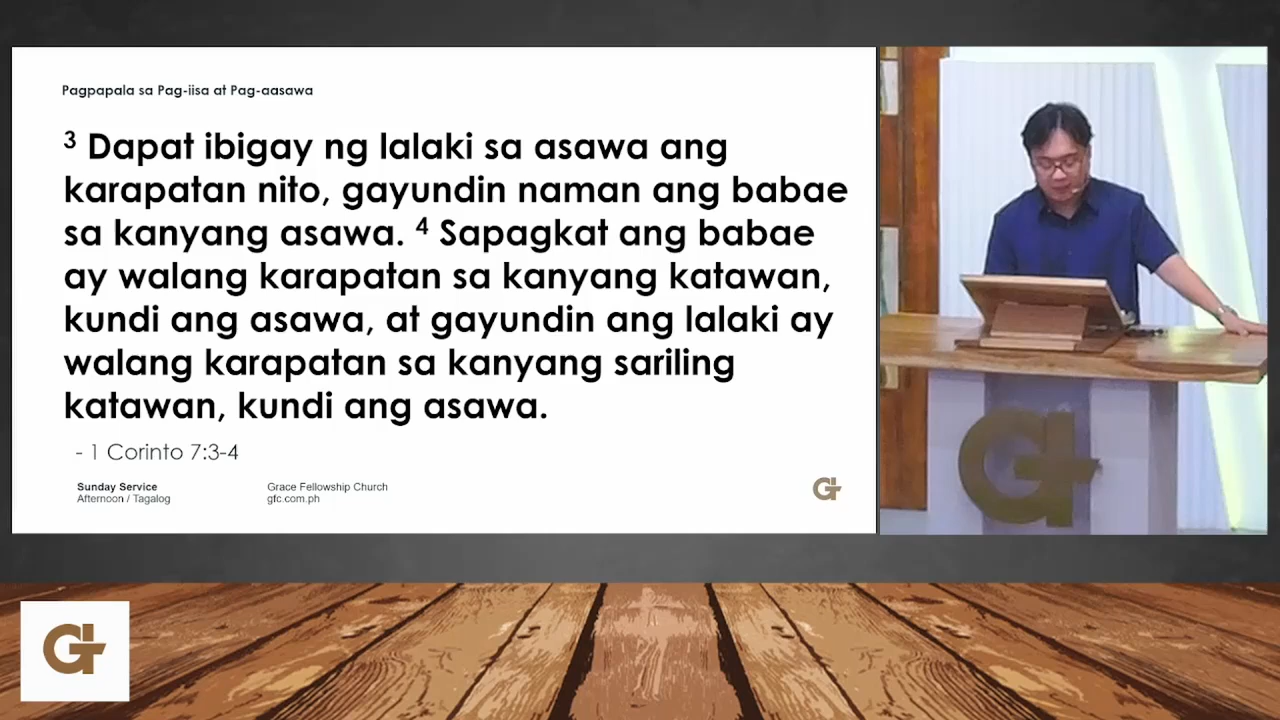 Pagpapala sa Pag-iisa at Pag-aasawa
3 Dapat ibigay ng lalaki sa asawa ang
karapatan nito, gayundin naman ang babae
sa kanyang asawa. 4 Sapagkat ang babae
ay walang karapatan sa kanyang katawan,
kundi ang asawa, at gayundin ang lalaki ay
walang karapatan sa kanyang sariling
katawan, kundi ang asawa.
- 1 Corinto 7:3-4
Sunday Service
Afternoon / Tagalog
Grace Fellowship Church
gfc.com.ph